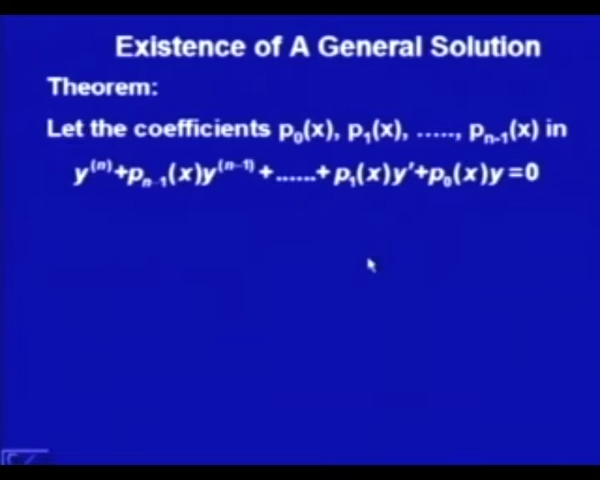 Existence of A General Solution
Theorem:
Let the coefficients p₀(x), p₁(x), ....., pₙ₋₁(x) in
y⁽ⁿ⁾+pₙ₋₁(x)y⁽ⁿ⁻¹⁾+......+p₁(x)y′+p₀(x)y=0